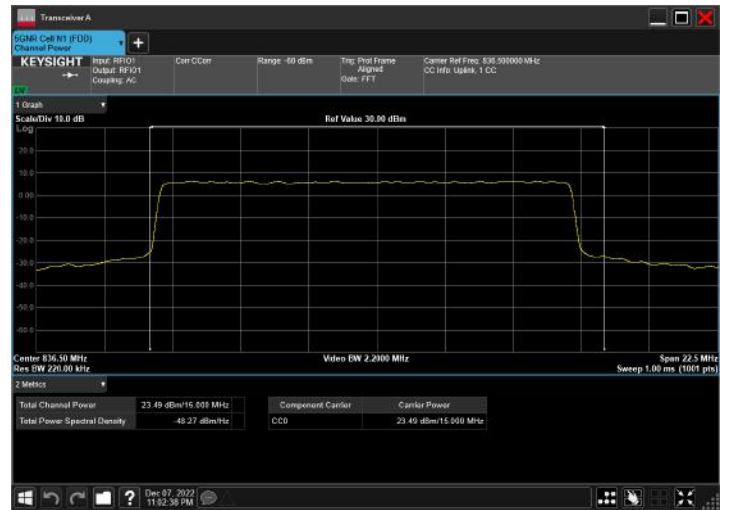 Transceiver A
5GNR Cell N1 (FDD)
Channel Power
KEYSIGHT
Input: RFIO1
Output: RFIO1
Coupling: AC
Corr CCorr
Range -60 dBm
Trig: Prot Frame
Aligned
Gate: FFT
Carrier Ref Freq: 836.500000 MHz
CC Info: Uplink, 1 CC
1 Graph
Scale/Div 10.0 dB
Ref Value 30.00 dBm
Log
20.0
10.0
0.00
-10.0
-20.0
-30.0
-40.0
-50.0
-60.0
Center 836.50 MHz
Video BW 2.2000 MHz
Span 22.5 MHz
Res BW 220.00 kHz
Sweep 1.00 ms (1001 pts)
2 Metrics
Total Channel Power 23.49 dBm/15.000 MHz
Total Power Spectral Density -48.27 dBm/Hz
Component Carrier Carrier Power
CC0 23.49 dBm/15.000 MHz
Dec 07, 2022
11:02:38 PM